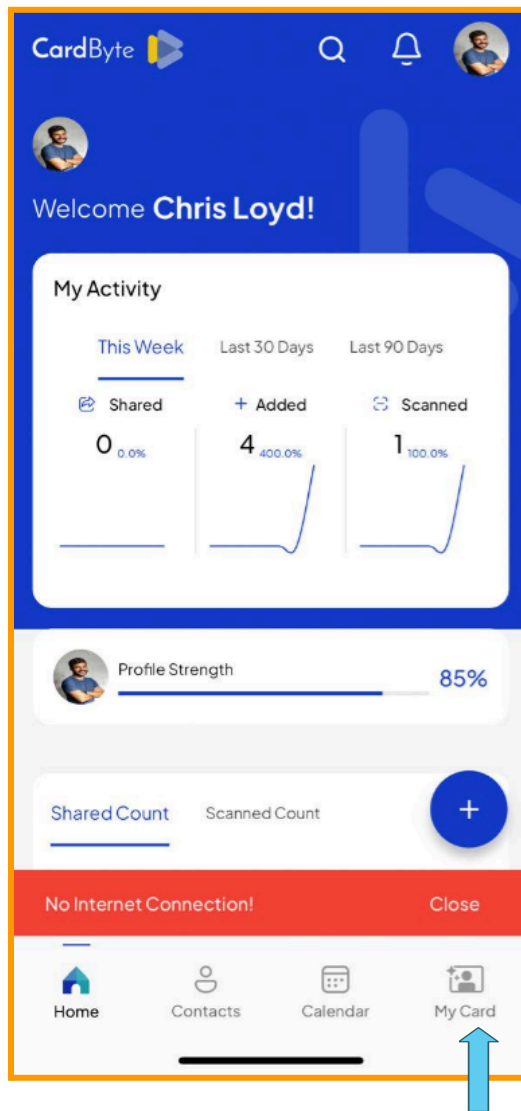 CardByte
Welcome Chris Loyd!
My Activity
This Week Last 30 Days Last 90 Days
Shared + Added Scanned
0 0.0% 4 400.0% 1 100.0%
Profile Strength
85%
Shared Count Scanned Count
+
No Internet Connection! Close
Home Contacts Calendar My Card